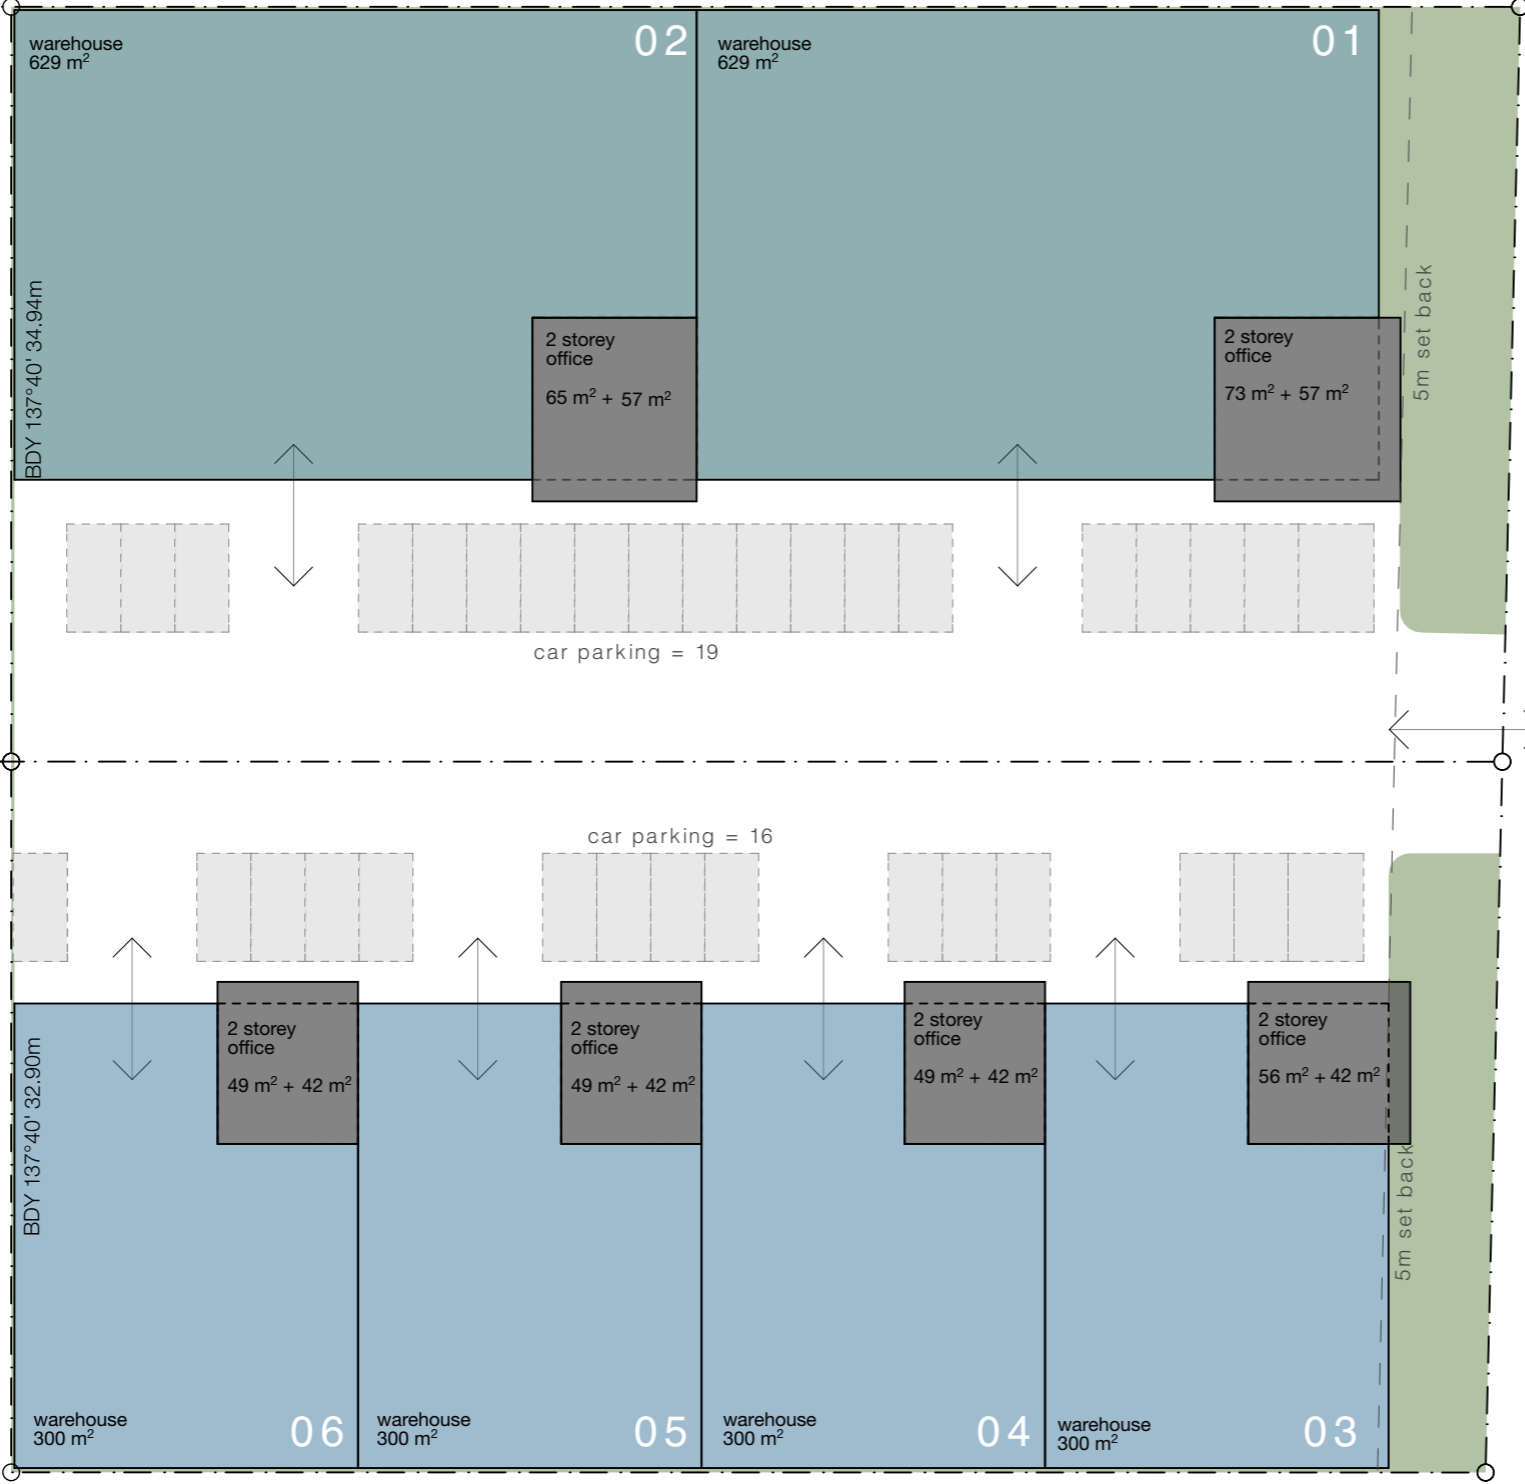 warehouse
629 m²
02
warehouse
629 m²
01
BDY 137°40' 34.94m
5m set back
2 storey
office
65 m² + 57 m²
2 storey
office
73 m² + 57 m²
car parking = 19
car parking = 16
BDY 137°40' 32.90m
2 storey
office
49 m² + 42 m²
2 storey
office
49 m² + 42 m²
2 storey
office
49 m² + 42 m²
2 storey
office
56 m² + 42 m²
5m set back
warehouse
300 m²
06
warehouse
300 m²
05
warehouse
300 m²
04
warehouse
300 m²
03